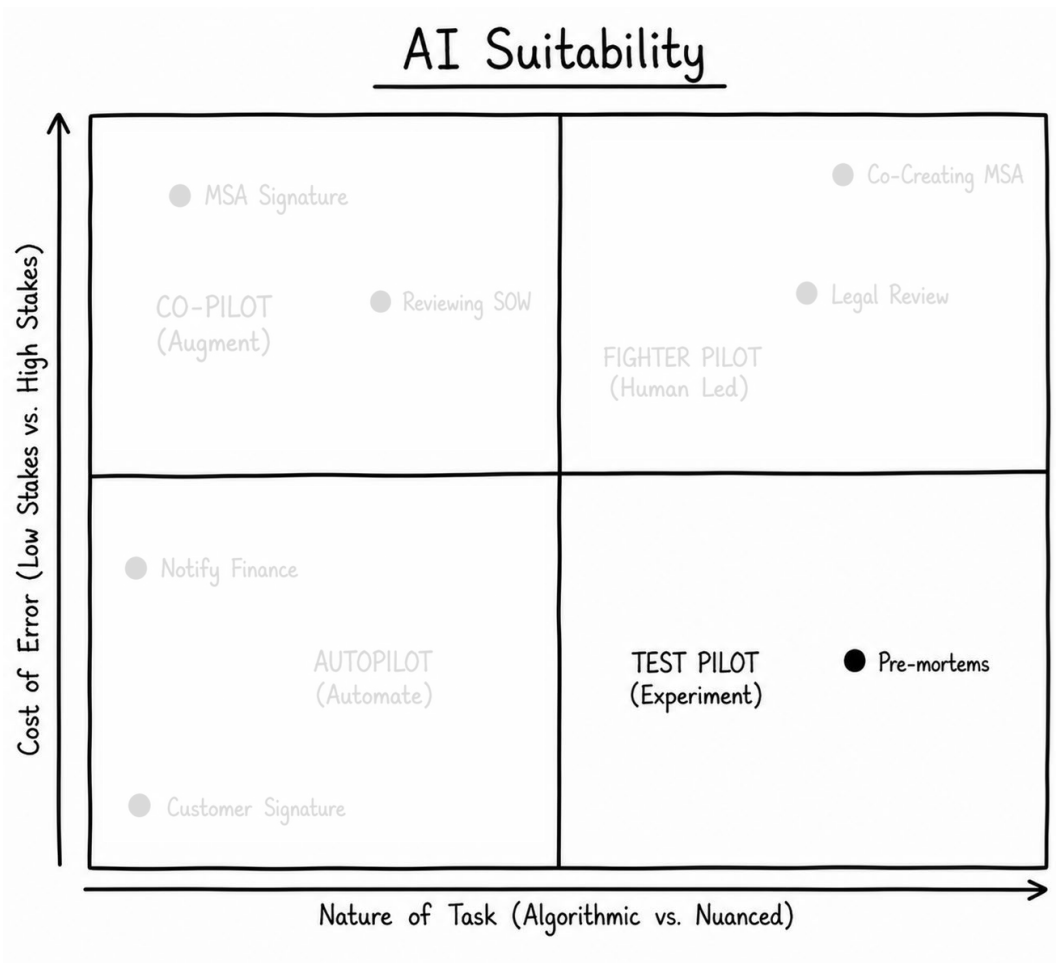 AI Suitability
MSA Signature
Co-Creating MSA
Reviewing SOW
Legal Review
CO-PILOT
(Augment)
FIGHTER PILOT
(Human Led)
Notify Finance
AUTOPILOT
(Automate)
TEST PILOT
(Experiment)
Pre-mortems
Customer Signature
Cost of Error (Low Stakes vs. High Stakes)
Nature of Task (Algorithmic vs. Nuanced)